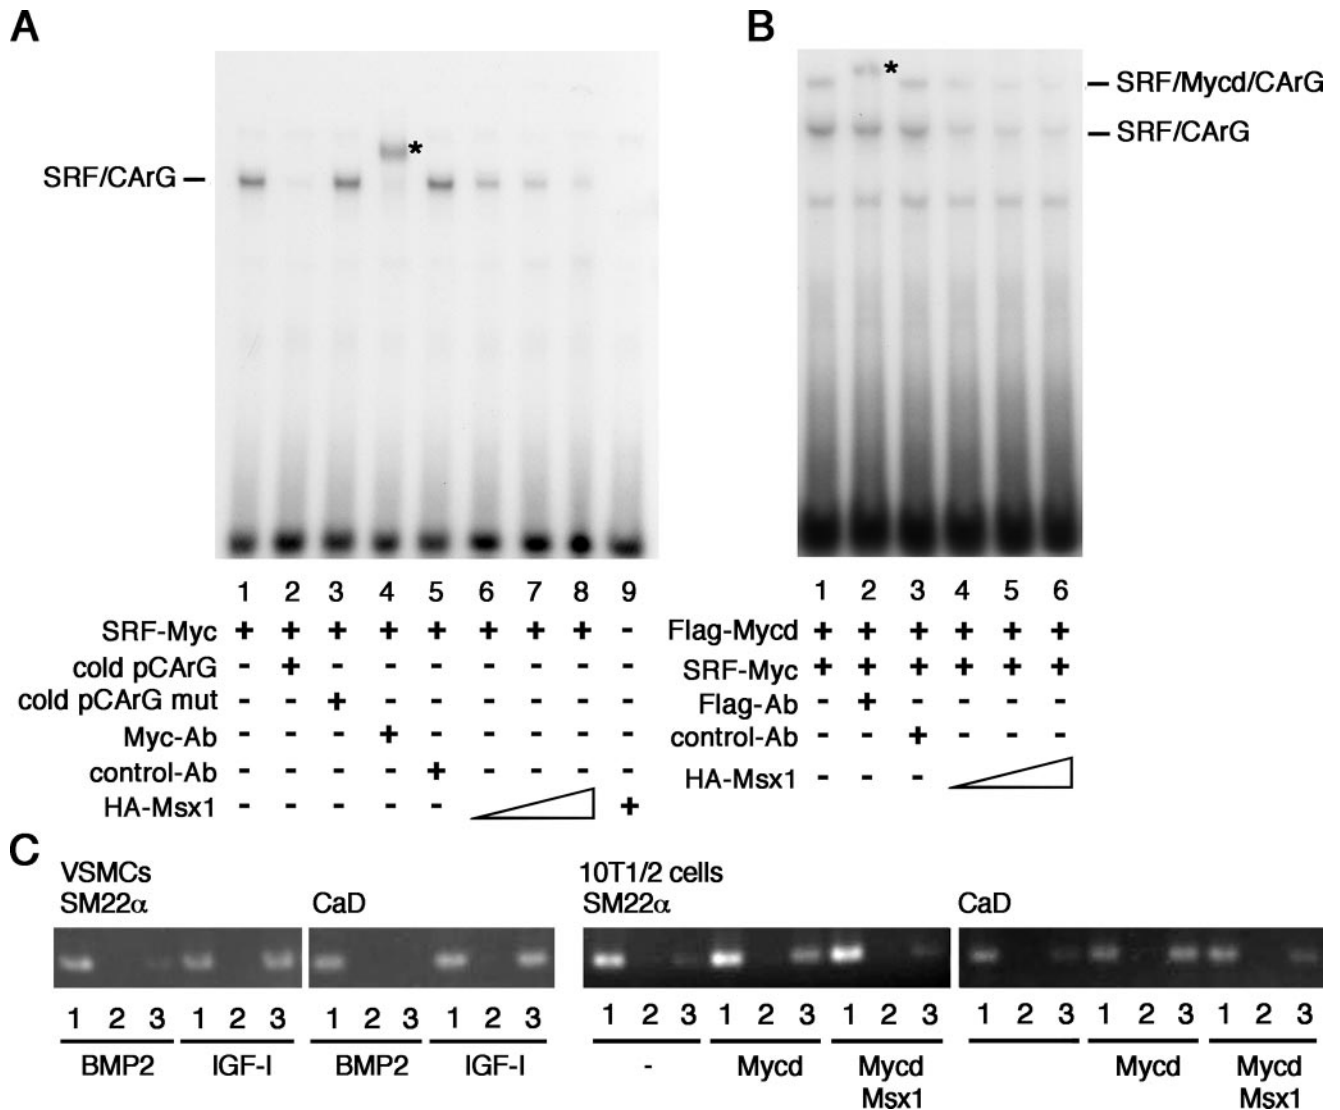 A
B
SRF/CArG
*
*
SRF/Mycd/CArG
SRF/CArG
1 2 3 4 5 6 7 8 9
SRF-Myc + + + + + + + + -
cold pCArG - + - - - - - - -
cold pCArG mut - - + - - - - - -
Myc-Ab - - - + - - - - -
control-Ab - - - - + - - - -
HA-Msx1 - - - - - +
1 2 3 4 5 6
Flag-Mycd + + + + + +
SRF-Myc + + + + + +
Flag-Ab - + - - - -
control-Ab - - + - - -
HA-Msx1 - - -
C
VSMCs
SM22α CaD
1 2 3 1 2 3 1 2 3 1 2 3
BMP2 IGF-I BMP2 IGF-I
10T1/2 cells
SM22α CaD
1 2 3 1 2 3 1 2 3 1 2 3 1 2 3 1 2 3
- Mycd Mycd Mycd Mycd
Msx1 Msx1